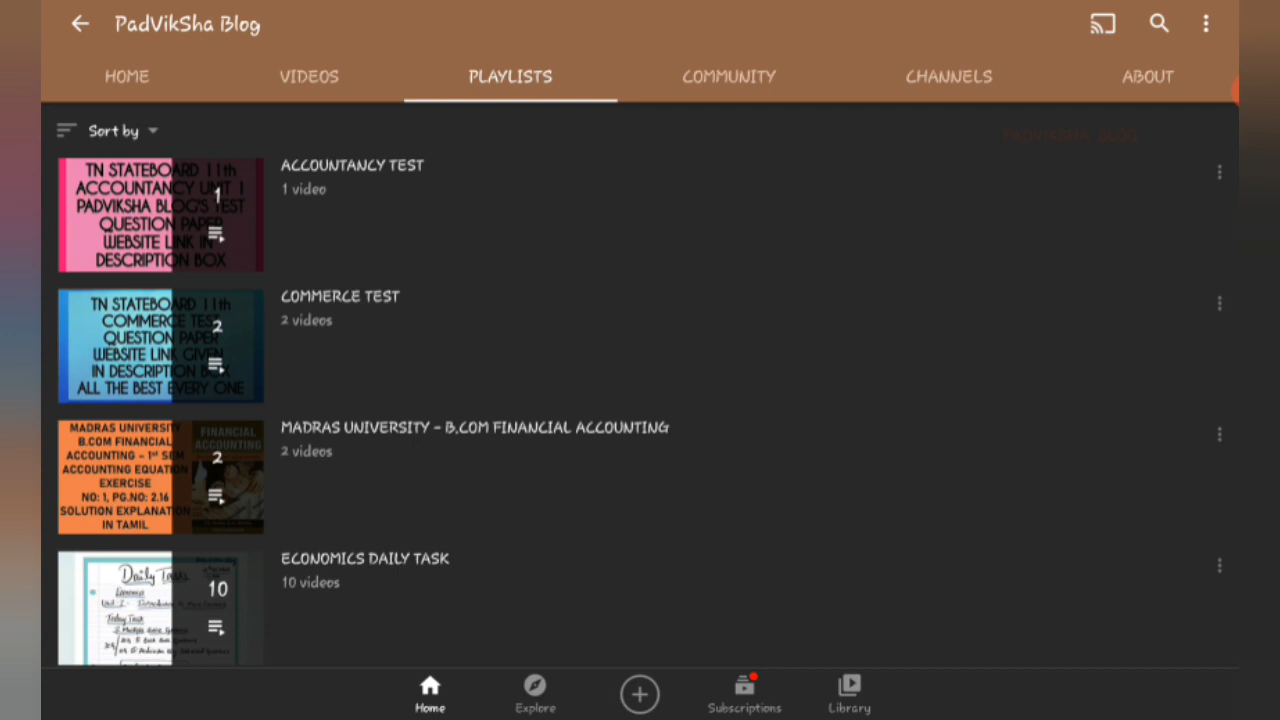 PadVikSha Blog
HOME VIDEOS PLAYLISTS COMMUNITY CHANNELS ABOUT
Sort by
PADVIKSHA BLOG
TN STATEBOARD 11th
ACCOUNTANCY UNIT 1
PADVIKSHA BLOG'S TEST
QUESTION PAPER
WEBSITE LINK IN
DESCRIPTION BOX
1
ACCOUNTANCY TEST
1 video
TN STATEBOARD 11th
COMMERCE TEST
QUESTION PAPER
WEBSITE LINK GIVEN
IN DESCRIPTION BOX
ALL THE BEST EVERY ONE
2
COMMERCE TEST
2 videos
MADRAS UNIVERSITY
B.COM FINANCIAL
ACCOUNTING - 1st SEM
ACCOUNTING EQUATION
EXERCISE
NO: 1, PG.NO: 2.16
SOLUTION EXPLANATION
IN TAMIL
FINANCIAL
ACCOUNTING
2
MADRAS UNIVERSITY - B.COM FINANCIAL ACCOUNTING
2 videos
Daily Task
Economics
Today Task
10
ECONOMICS DAILY TASK
10 videos
Home Explore Subscriptions Library